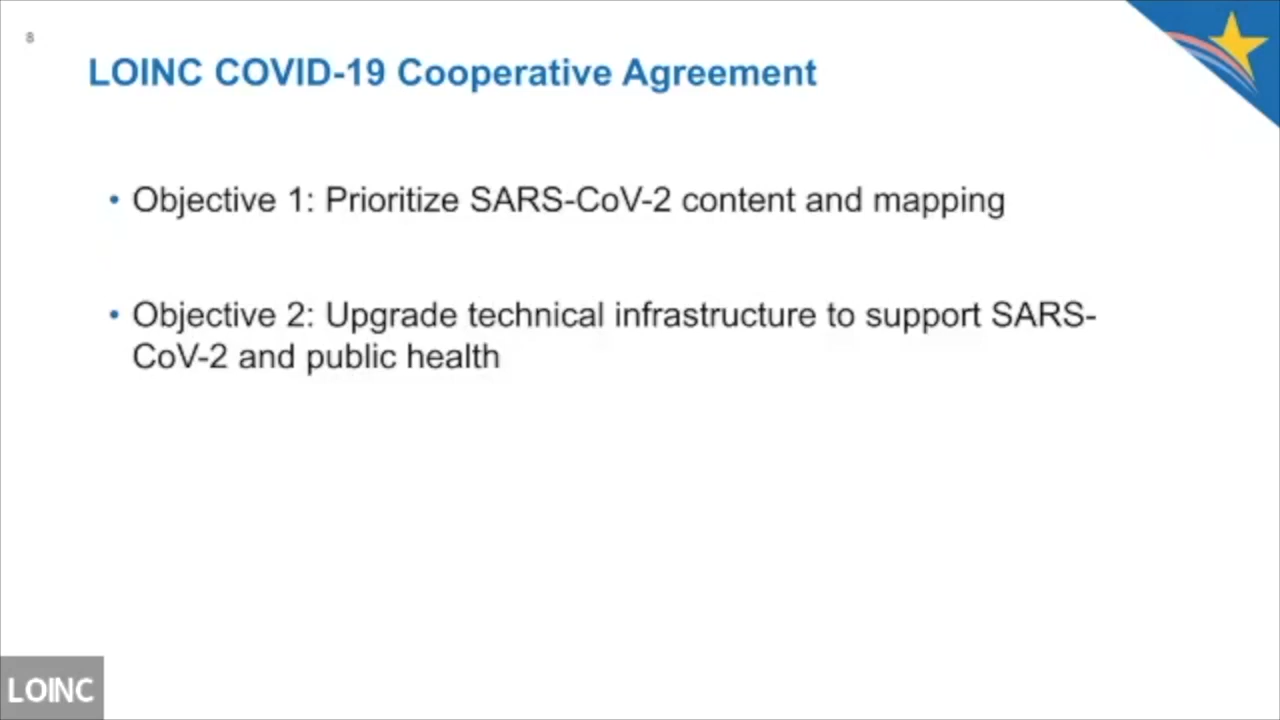 8
LOINC COVID-19 Cooperative Agreement
• Objective 1: Prioritize SARS-CoV-2 content and mapping
• Objective 2: Upgrade technical infrastructure to support SARS-
CoV-2 and public health
LOINC